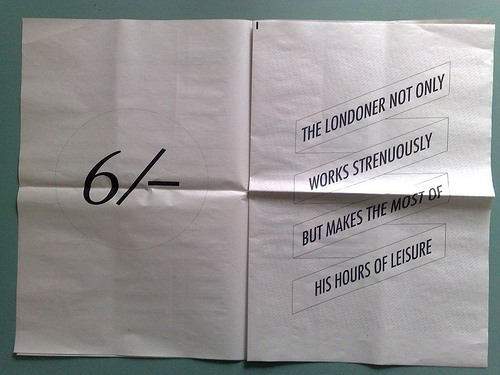 6/-
THE LONDONER NOT ONLY
WORKS STRENUOUSLY
BUT MAKES THE MOST OF
HIS HOURS OF LEISURE